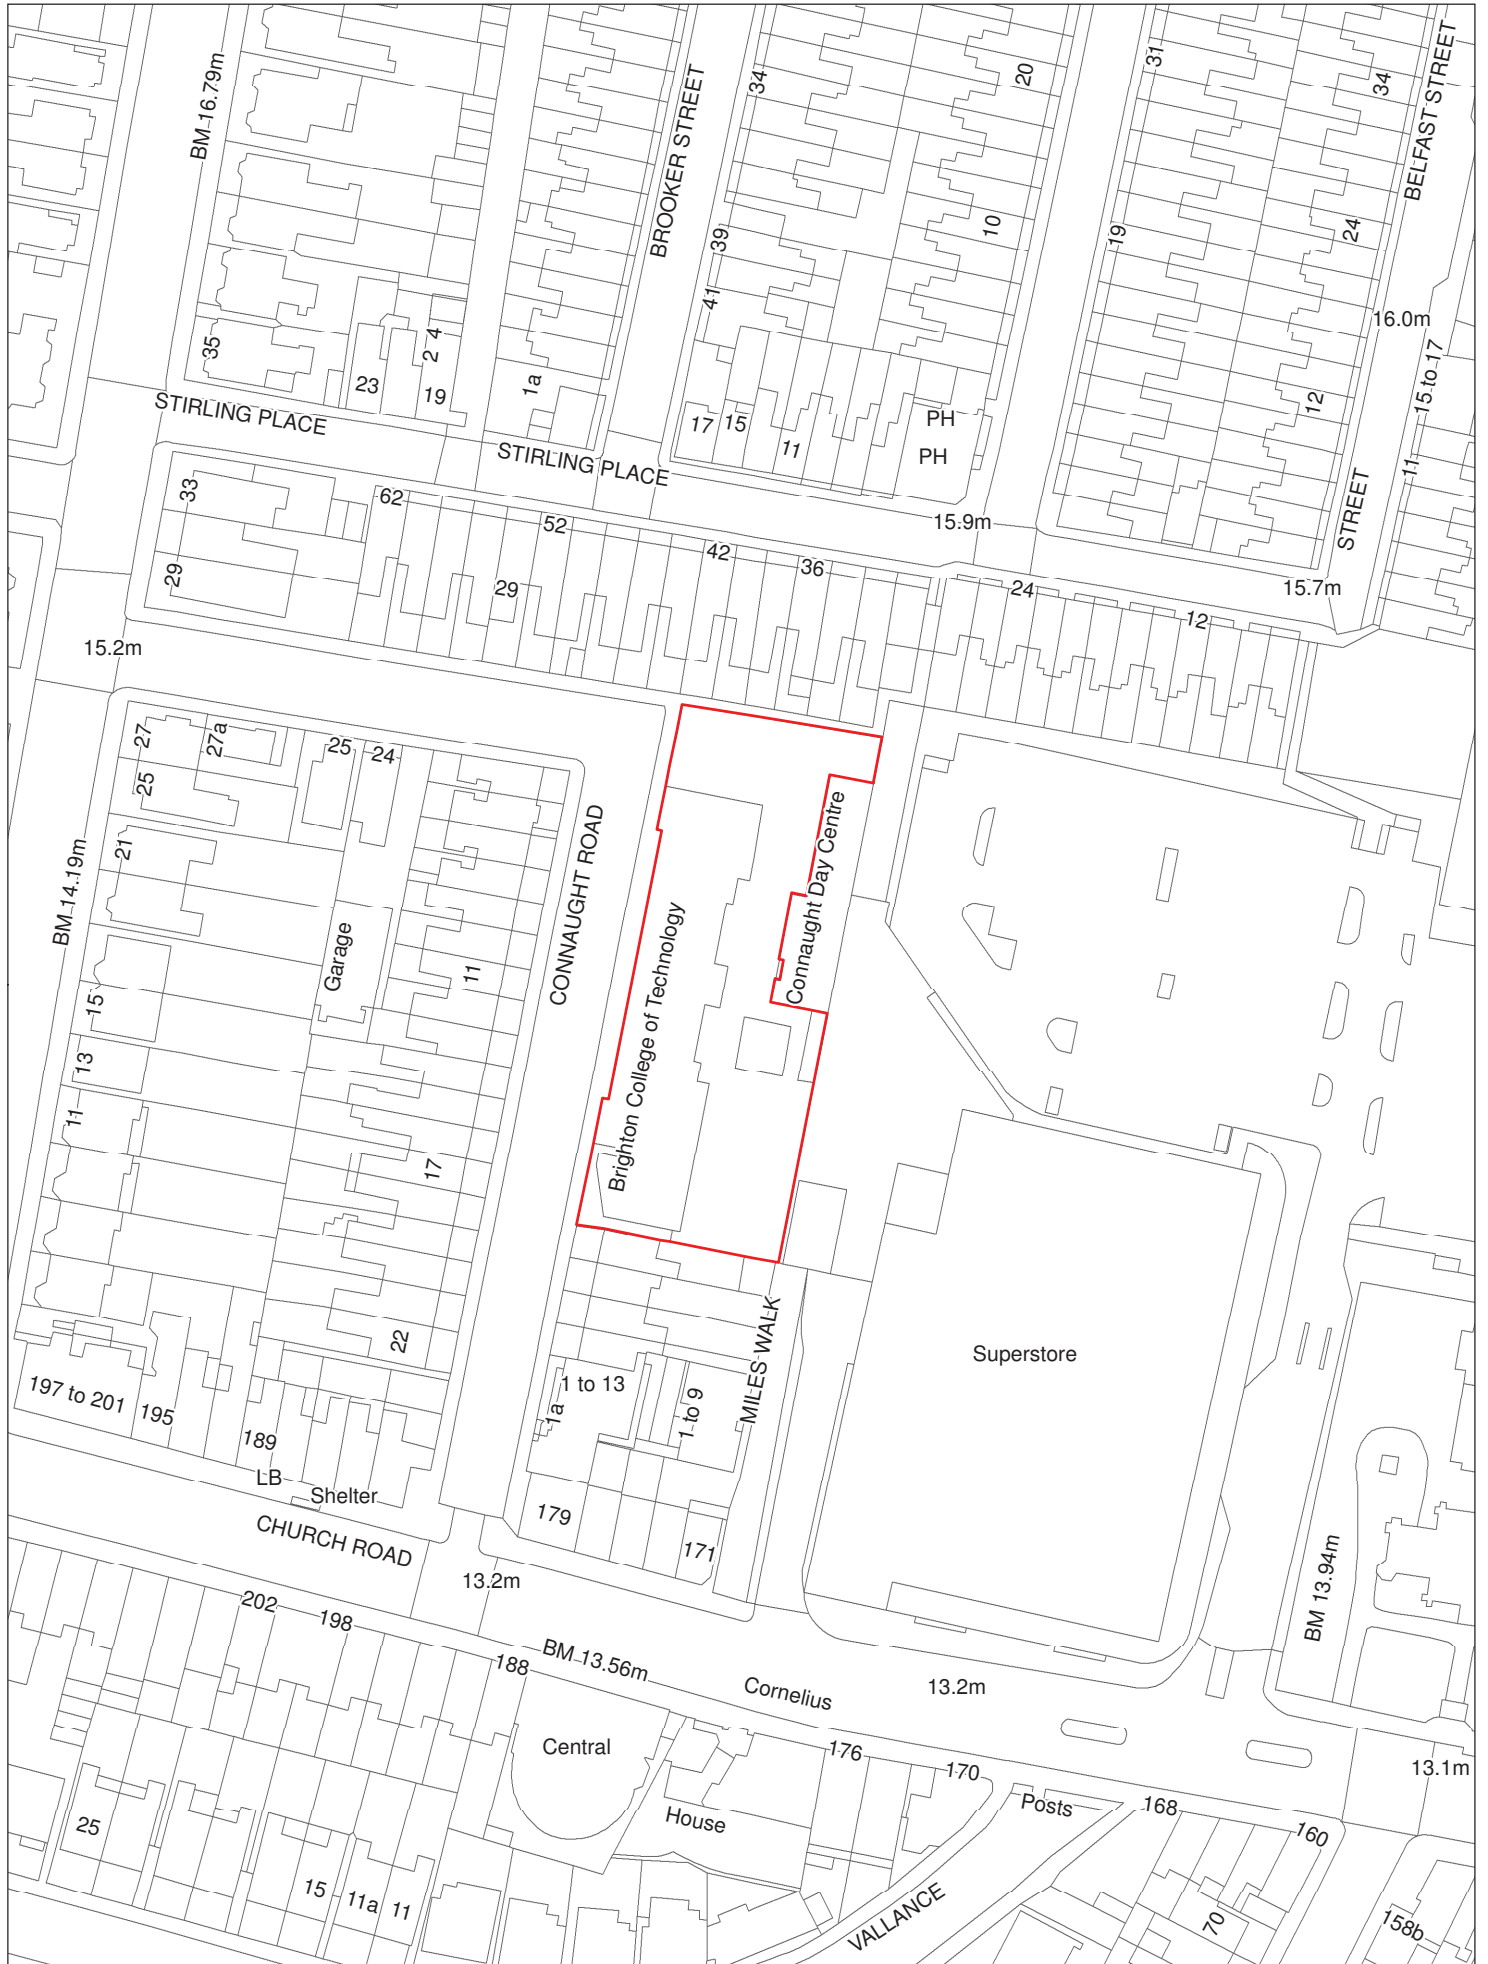 BM 16.79m
BROOKER STREET
34
20
31
34
BELFAST STREET
10
19
24
39
41
16.0m
35
23
2
4
19
1a
17
15
11
PH
PH
12
15 to 17
11
STREET
STIRLING PLACE
STIRLING PLACE
15.9m
15.7m
33
29
62
52
42
36
29
24
12
15.2m
27
27a
25
24
25
21
BM 14.19m
Garage
11
15
13
11
17
22
CONNAUGHT ROAD
Brighton College of Technology
Connaught Day Centre
Superstore
MILES WALK
1 to 13
1a
1 to 9
197 to 201
195
189
LB
Shelter
179
171
CHURCH ROAD
13.2m
BM 13.94m
202
198
188
BM 13.56m
Cornelius
13.2m
Central
House
176
170
Posts
168
160
13.1m
25
15
11a
11
VALLANCE
70
158b